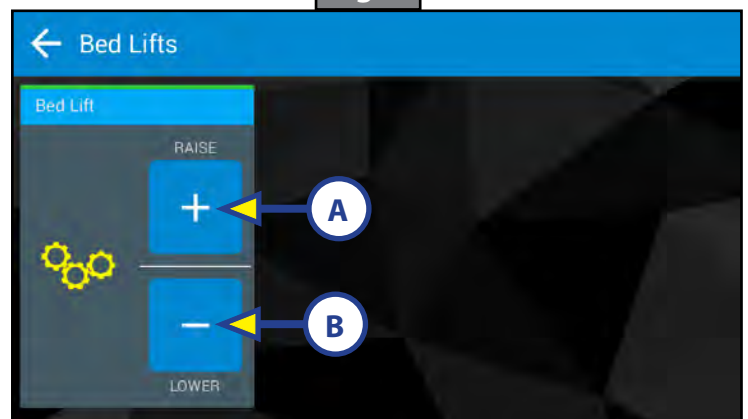 ← Bed Lifts
Bed Lift
RAISE
+
A
−
B
LOWER